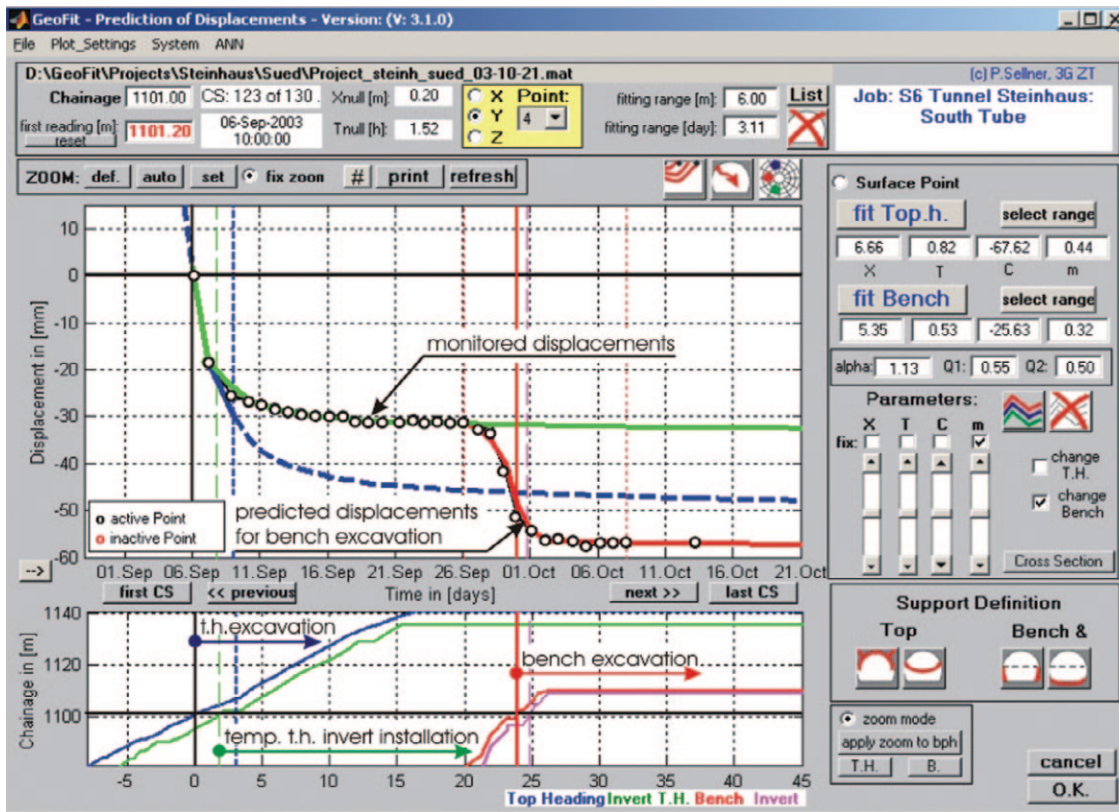 GeoFit - Prediction of Displacements - Version: (V: 3.1.0)
File Plot_Settings System ANN
D:\GeoFit\Projects\Steinhaus\Sued\Project_steinh_sued_03-10-21.mat
(c) P.Sellner, 3G ZT
Chainage 1101.00 CS: 123 of 130 . Xnull [m]: 0.20 X Point: fitting range [m]: 6.00 List
Job: S6 Tunnel Steinhaus:
South Tube
Y 4
first reading [m]: 1101.20 06-Sep-2003 Tnull [h]: 1.52 fitting range [day]: 3.11
reset 10:00:00 Z
ZOOM: def. auto set fix zoon # print refresh
Surface Point
fit Top.h. select range
6.66 0.82 -67.62 0.44
X T C m
fit Bench select range
5.35 0.53 -25.63 0.32
alpha: 1.13 Q1: 0.55 Q2: 0.50
Parameters:
X T C m
fix:
change
T.H.
change
Bench
Cross Section
Displacement in [mm]
10
0
-10
-20
-30
-40
-50
-60
monitored displacements
predicted displacements
for bench excavation
active Point
inactive Point
-->
01.Sep 06.Sep 11.Sep 16.Sep 21.Sep 26.Sep 01.Oct 06.Oct 11.Oct 16.Oct 21.Oct
first CS << previous Time in [days] next >> last CS
Chainage in [m]
1140
1120
1100
t.h.excavation
bench excavation
temp. t.h. invert installation
-5 0 5 10 15 20 25 30 35 40 45
Top Heading Invert T.H. Bench Invert
Support Definition
Top Bench &
zoom mode
apply zoom to bph
T.H. B.
cancel
O.K.